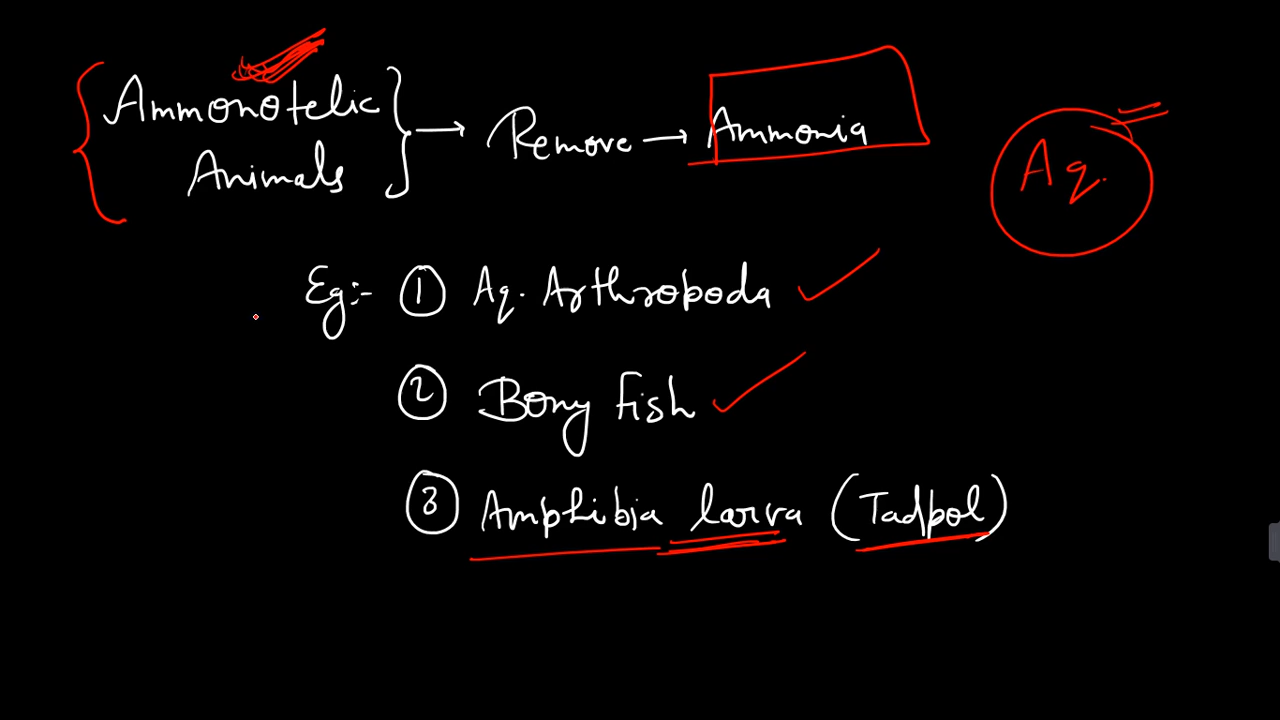 Ammonotelic
Animals
→ Remove → Ammonia
Aq.
Eg:- ① Aq. Arthropoda ✓
② Bony fish ✓
③ Amphibia larva (Tadpol)